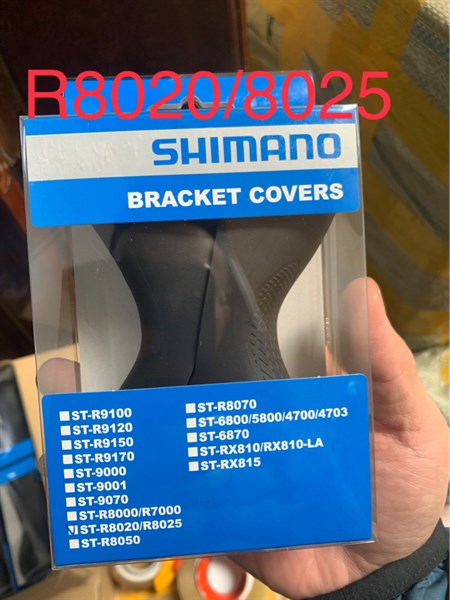 R8020/8025
SHIMANO
BRACKET COVERS
ST-R9100
ST-R9120
ST-R9150
ST-R9170
ST-9000
ST-9001
ST-9070
ST-R8000/R7000
ST-R8020/R8025
ST-R8050
ST-R8070
ST-6800/5800/4700/4703
ST-6870
ST-RX810/RX810-LA
ST-RX815